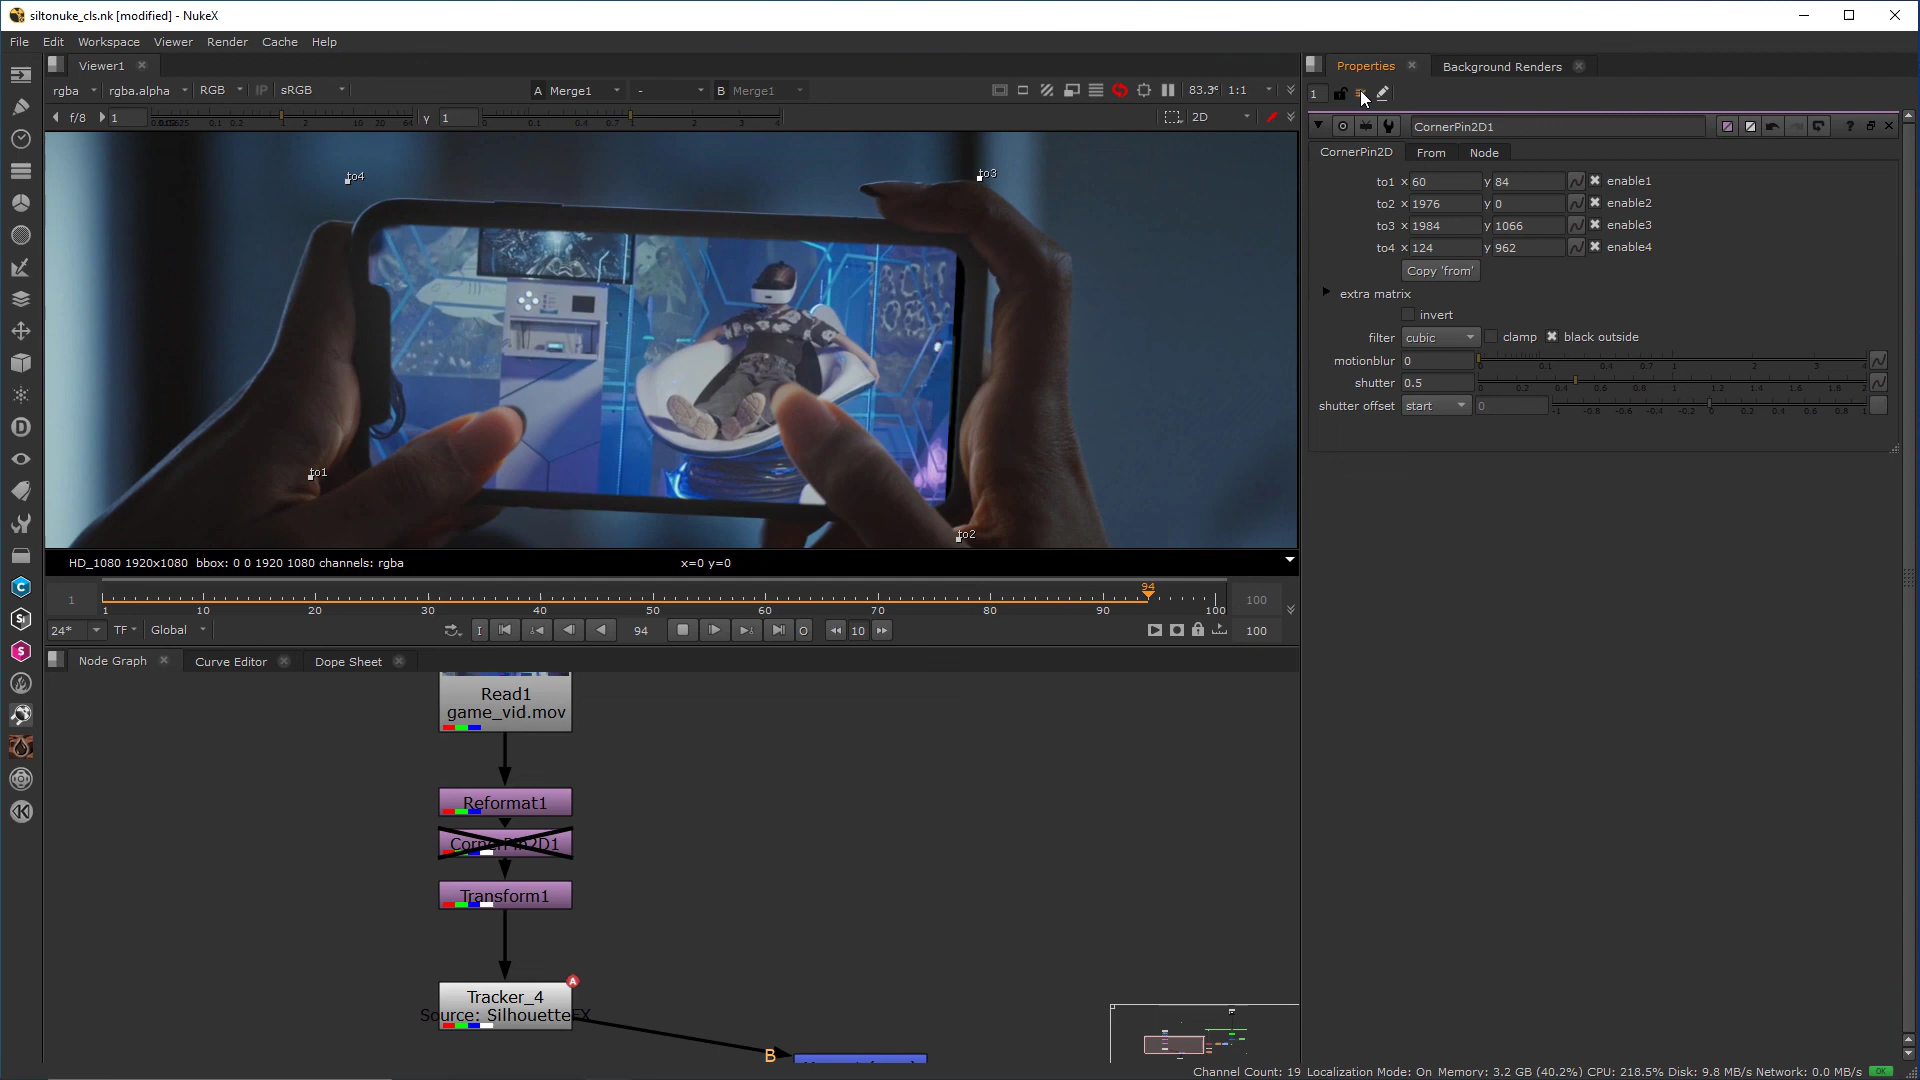 siltonuke_cls.nk [modified] - NukeX
File Edit Workspace Viewer Render Cache Help
Viewer1
Properties
Background Renders
rgba rgba.alpha IP RGB sRGB A Merge1 - B Merge1 1:1
1
f/8 1 y 1 2D
CornerPin2D1
CornerPin2D From Node
to1 x 60 y 84 enable1
to2 x 1976 y 0 enable2
to3 x 1984 y 1066 enable3
to4 x 124 y 962 enable4
Copy 'from'
extra matrix
invert
filter cubic clamp black outside
motionblur 0
shutter 0.5
shutter offset start 0
to4
to3
to1
to2
HD_1080 1920x1080 bbox: 0 0 1920 1080 channels: rgba x=0 y=0
94
1 100
1 10 20 30 40 50 60 70 80 90 100
24* TF Global I 94 O 10 100
Node Graph Curve Editor Dope Sheet
Read1
game_vid.mov
Reformat1
CornerPin2D1
Transform1
A
Tracker_4
Source: SilhouetteFX
B
Channel Count: 19 Localization Mode: On Memory: 3.2 GB (40.2%) CPU: 218.5% Disk: 9.8 MB/s Network: 0.0 MB/s OK